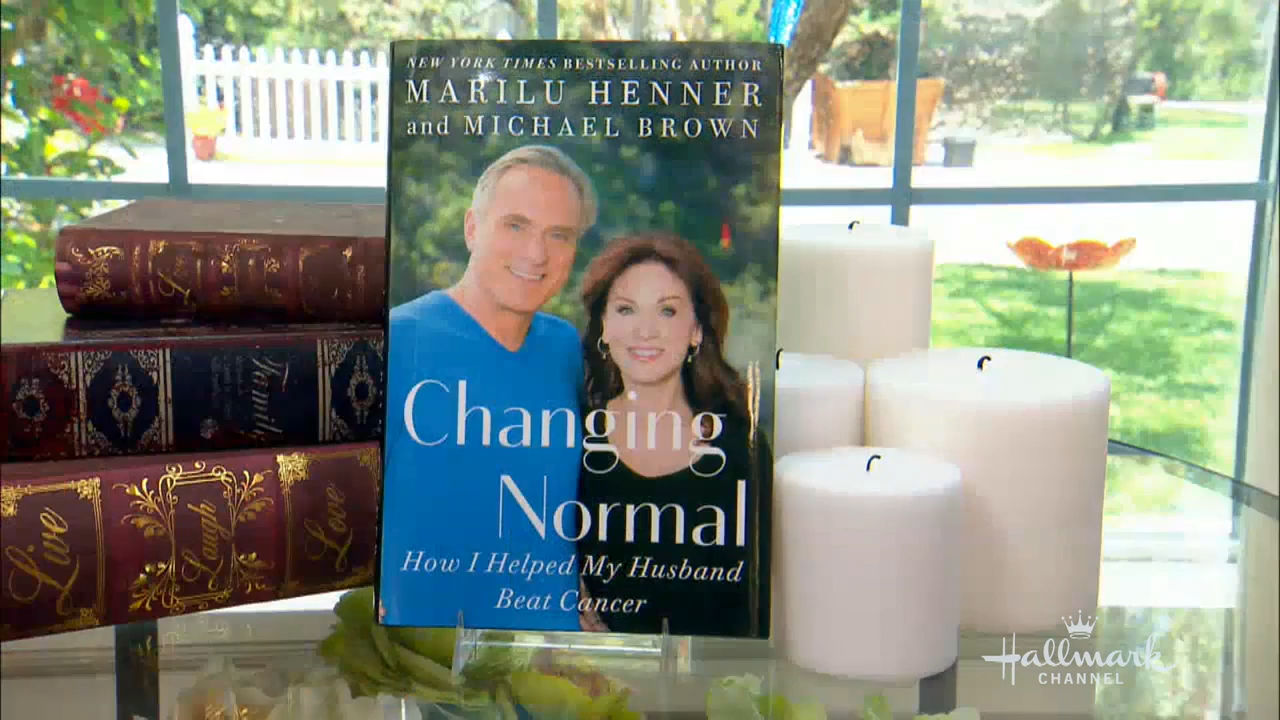 NEW YORK TIMES BESTSELLING AUTHOR
MARILU HENNER
and MICHAEL BROWN
Changing
Normal
How I Helped My Husband
Beat Cancer
Love
Family
Live
Laugh
Love
Hallmark
CHANNEL